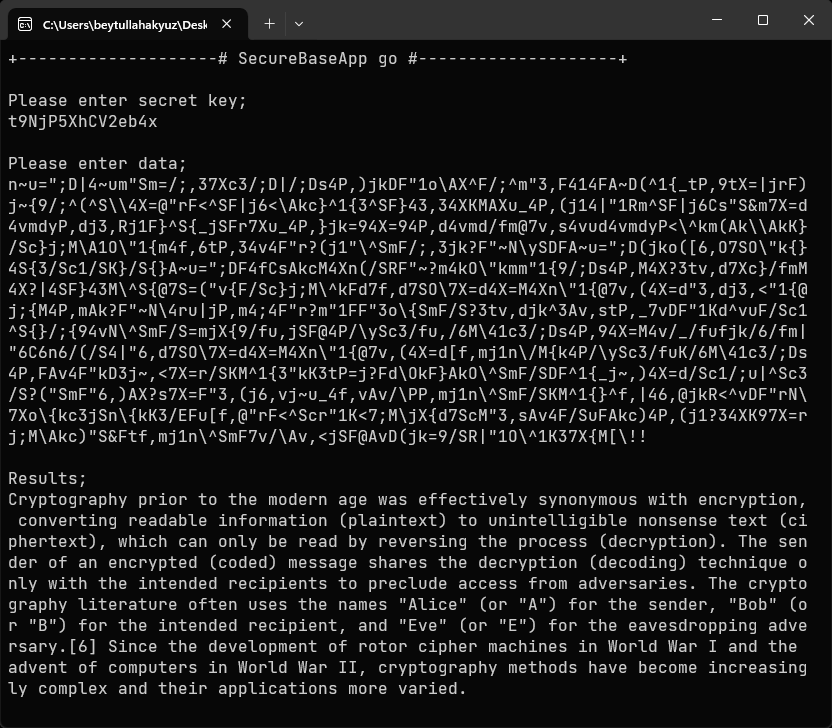 C:\Users\beytullahakyuz\Desk
+--------------------# SecureBaseApp go #--------------------+
Please enter secret key;
t9NjP5XhCV2eb4x
Please enter data;
n~u=";D|4~um"Sm=/;,37Xc3/;D|/;Ds4P,)jkDF"1o\AX^F/;^m"3,F414FA~D(^1{_tP,9tX=|jrF)
j~{9/;^(^S\\4X=@"rF<^SF|j6<\Akc}^1{3^SF}43,34XKMAXu_4P,(j14|"1Rm^SF|j6Cs"S&m7X=d
4vmdyP,dj3,Rj1F}^S{_jSFr7Xu_4P,}jk=94X=94P,d4vmd/fm@7v,s4vud4vmdyP<\^km(Ak\\AkK}
/Sc}j;M\A1O\"1{m4f,6tP,34v4F"r?(j1"\^SmF/;,3jk?F"~N\ySDFA~u=";D(jko([6,O7SO\"k{}
4S{3/Sc1/SK}/S{}A~u=";DF4fCsAkcM4Xn(/SRF"~?m4kO\"kmm"1{9/;Ds4P,M4X?3tv,d7Xc}/fmM
4X?|4SF}43M\^S{@7S=("v{F/Sc}j;M\^kFd7f,d7SO\7X=d4X=M4Xn\"1{@7v,(4X=d"3,dj3,<"1{@
j;{M4P,mAk?F"~N\4ru|jP,m4;4F"r?m"1FF"3o\{SmF/S?3tv,djk^3Av,stP,_7vDF"1Kd^vuF/Sc1
^S{}/;{94vN\^SmF/S=mjX{9/fu,jSF@4P/\ySc3/fu,/6M\41c3/;Ds4P,94X=M4v/_/fufjk/6/fm|
"6C6n6/(/S4|"6,d7SO\7X=d4X=M4Xn\"1{@7v,(4X=d[f,mj1n\/M{k4P/\ySc3/fuK/6M\41c3/;Ds
4P,FAv4F"kD3j~,<7X=r/SKM^1{3"kK3tP=j?Fd\OkF}AkO\^SmF/SDF^1{_j~,)4X=d/Sc1/;u|^Sc3
/S?("SmF"6,)AX?s7X=F"3,(j6,vj~u_4f,vAv/\PP,mj1n\^SmF/SKM^1{}^f,|46,@jkR<^vDF"rN\
7Xo\{kc3jSn\{kK3/EFu[f,@"rF<^Scr"1K<7;M\jX{d7ScM"3,sAv4F/SuFAkc)4P,(j1?34XK97X=r
j;M\Akc)"S&Ftf,mj1n\^SmF7v/\Av,<jSF@AvD(jk=9/SR|"1O\^1K37X{M[\!!
Results;
Cryptography prior to the modern age was effectively synonymous with encryption,
converting readable information (plaintext) to unintelligible nonsense text (ci
phertext), which can only be read by reversing the process (decryption). The sen
der of an encrypted (coded) message shares the decryption (decoding) technique o
nly with the intended recipients to preclude access from adversaries. The crypto
graphy literature often uses the names "Alice" (or "A") for the sender, "Bob" (o
r "B") for the intended recipient, and "Eve" (or "E") for the eavesdropping adve
rsary.[6] Since the development of rotor cipher machines in World War I and the
advent of computers in World War II, cryptography methods have become increasing
ly complex and their applications more varied.